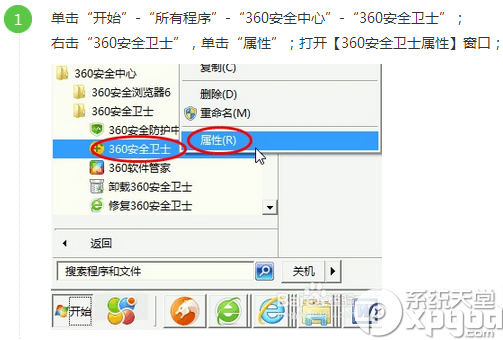 1
单击“开始”-“所有程序”-“360安全中心”-“360安全卫士”；
右击“360安全卫士”，单击“属性”；打开【360安全卫士属性】窗口；
360安全中心
360安全浏览器6
360安全卫士
360安全防护中
360安全卫士
360软件管家
卸载360安全卫士
修复360安全卫士
复制(C)
删除(D)
重命名(M)
属性(R)
返回
搜索程序和文件
关机
开始
系统天堂
xpgod.com